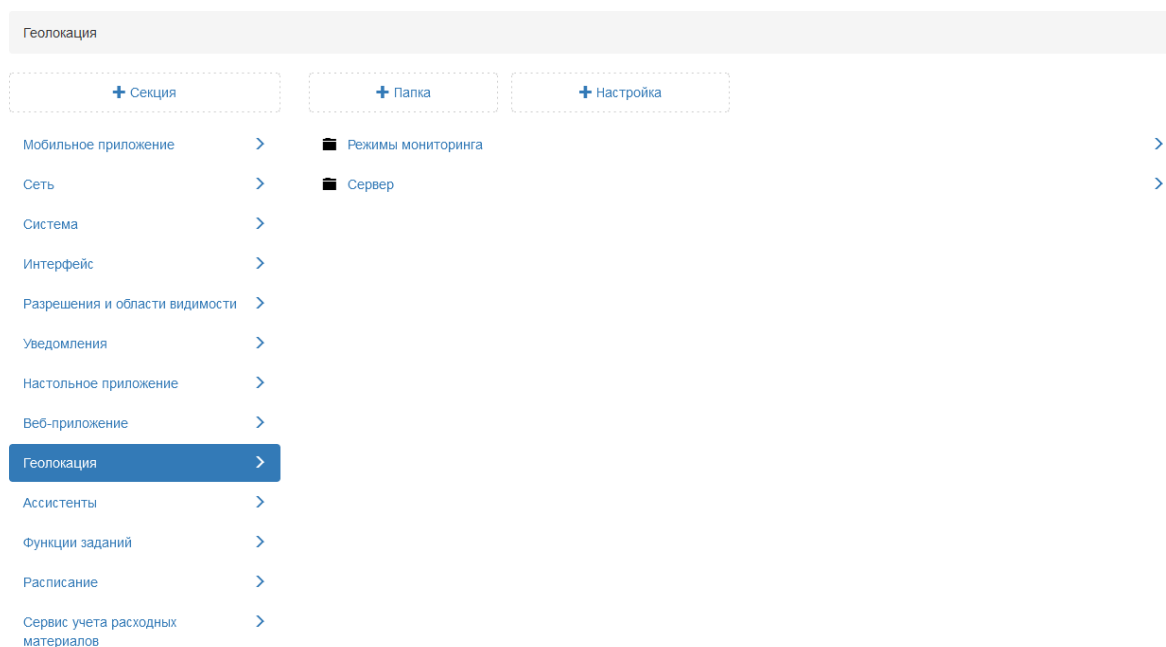 Геолокация
Секция
Папка
Настройка
Мобильное приложение
Сеть
Система
Интерфейс
Разрешения и области видимости
Уведомления
Настольное приложение
Веб-приложение
Геолокация
Ассистенты
Функции заданий
Расписание
Сервис учета расходных
материалов
Режимы мониторинга
Сервер